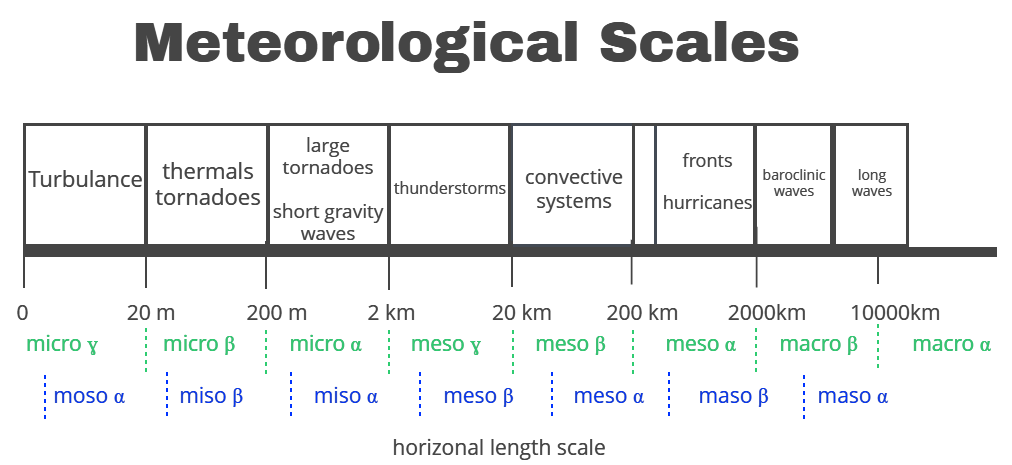 Meteorological Scales
Turbulance
thermals
tornadoes
large
tornadoes
short gravity
waves
thunderstorms
convective
systems
fronts
hurricanes
baroclinic
waves
long
waves
0 20 m 200 m 2 km 20 km 200 km 2000km 10000km
micro ɣ micro β micro α meso ɣ meso β meso α macro β macro α
moso α miso β miso α meso β meso α maso β maso α
horizonal length scale